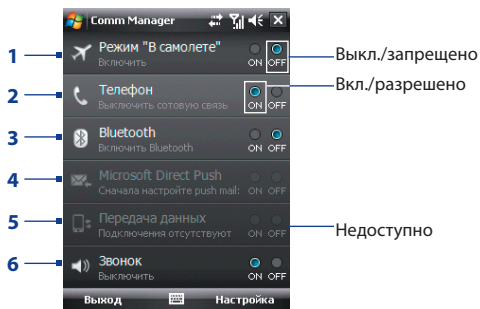 Comm Manager
1 Режим "В самолете" Выкл./запрещено
Включить ON OFF
2 Телефон Вкл./разрешено
Выключить сотовую связь ON OFF
3 Bluetooth
Включить Bluetooth ON OFF
4 Microsoft Direct Push
Сначала настройте push mail: ON OFF
5 Передача данных Недоступно
Подключения отсутствуют ON OFF
6 Звонок
Выключить ON OFF
Выход Настройка